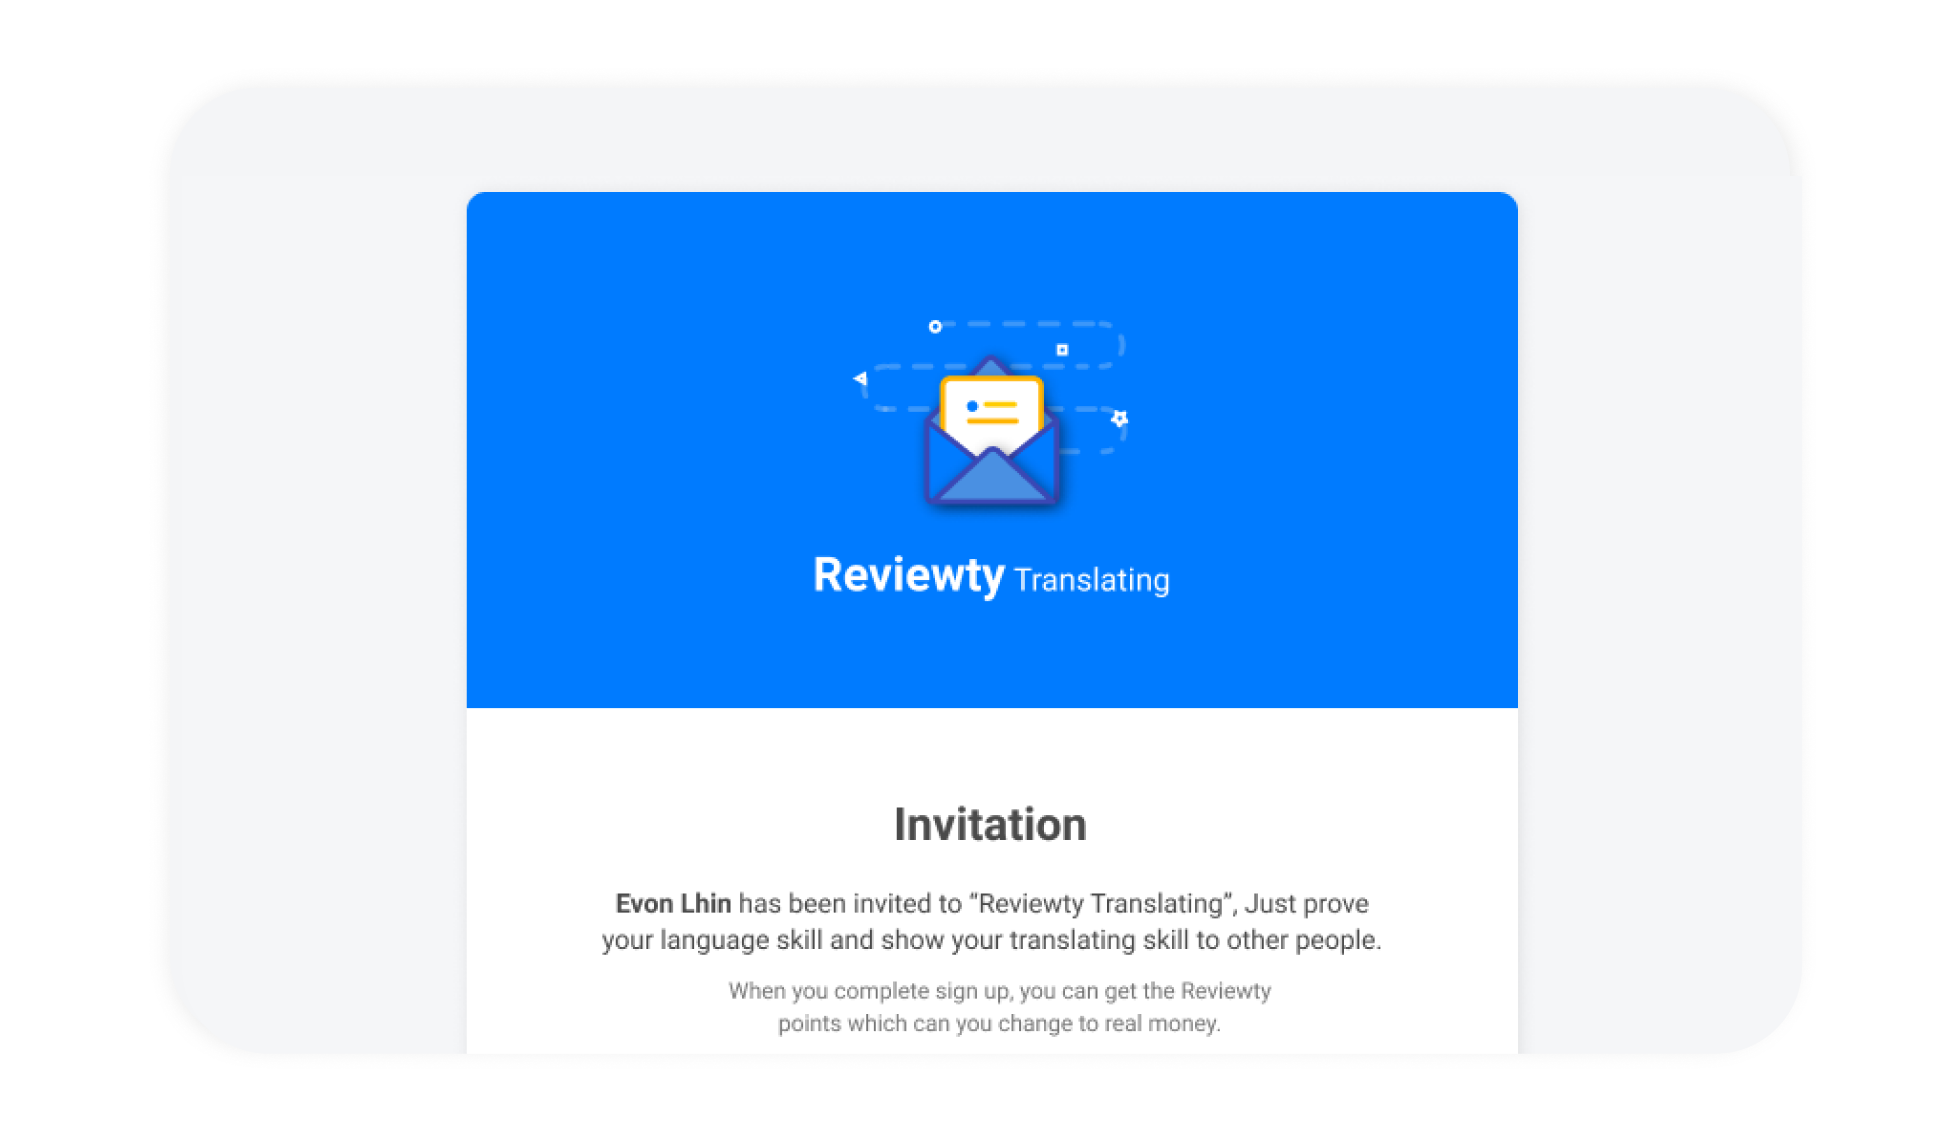 Reviewty Translating
Invitation
Evon Lhin has been invited to “Reviewty Translating”, Just prove
your language skill and show your translating skill to other people.
When you complete sign up, you can get the Reviewty
points which can you change to real money.